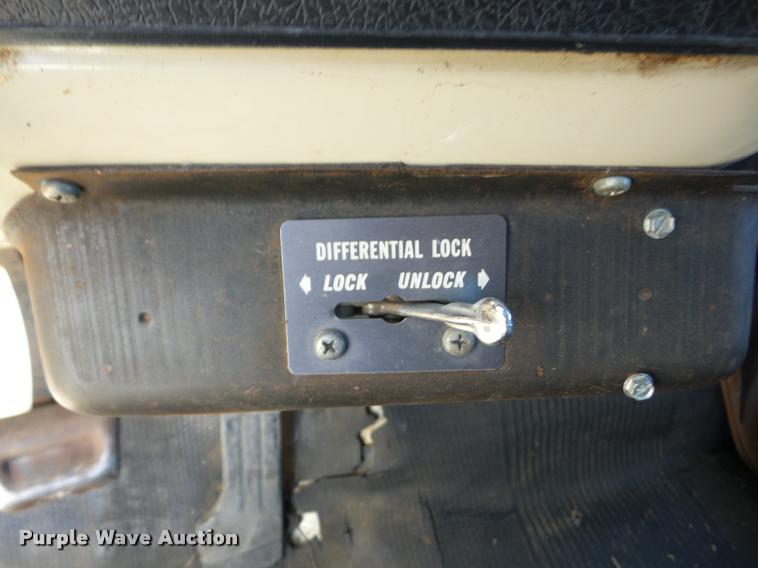 DIFFERENTIAL LOCK
LOCK UNLOCK
Purple Wave Auction